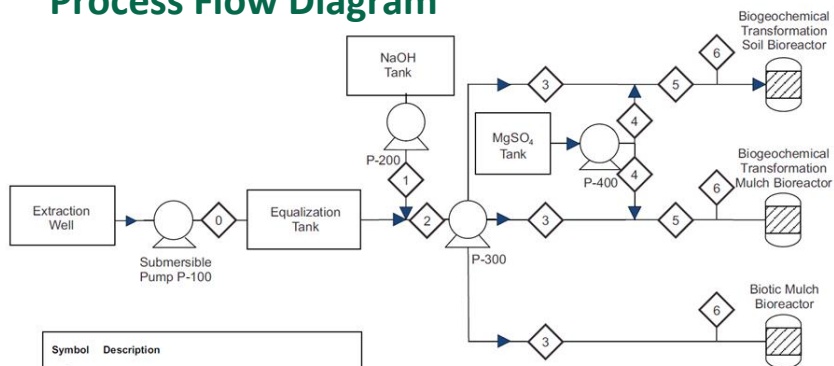 Process Flow Diagram
Biogeochemical
Transformation
Soil Bioreactor
NaOH
Tank
6
3
5
MgSO₄
Tank
4
P-200
P-400
4
1
Biogeochemical
Transformation
Mulch Bioreactor
6
Extraction
Well
0
Equalization
Tank
2
3
5
Submersible
Pump P-100
P-300
Biotic Mulch
Bioreactor
6
3
Symbol Description